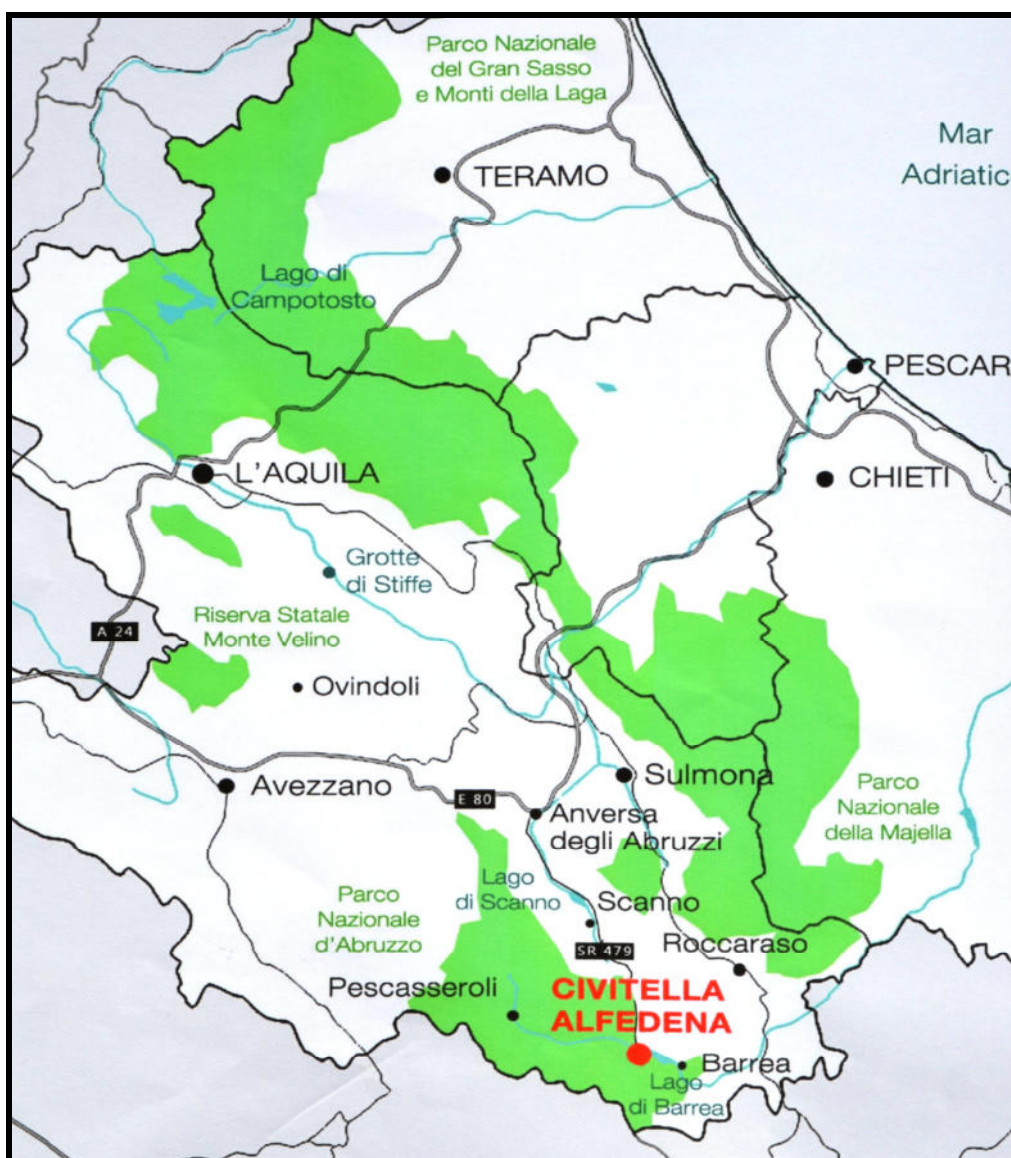 Parco Nazionale
del Gran Sasso
e Monti della Laga
Mar
Adriatic
TERAMO
Lago di
Campotosto
PESCAR
L'AQUILA
CHIETI
Grotte
di Stiffe
Riserva Statale
Monte Velino
A 24
Ovindoli
Avezzano
Sulmona
E 80
Anversa
degli Abruzzi
Parco
Nazionale
della Majella
Lago
di Scanno
Scanno
Parco
Nazionale
d'Abruzzo
SR 479
Roccaraso
Pescasseroli
CIVITELLA
ALFEDENA
Barrea
Lago
di Barrea